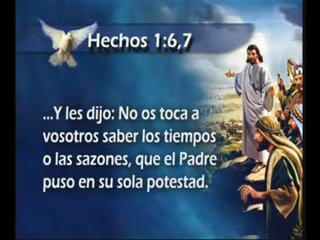 Hechos 1:6,7
...Y les dijo: No os toca a
vosotros saber los tiempos
o las sazones, que el Padre
puso en su sola potestad.